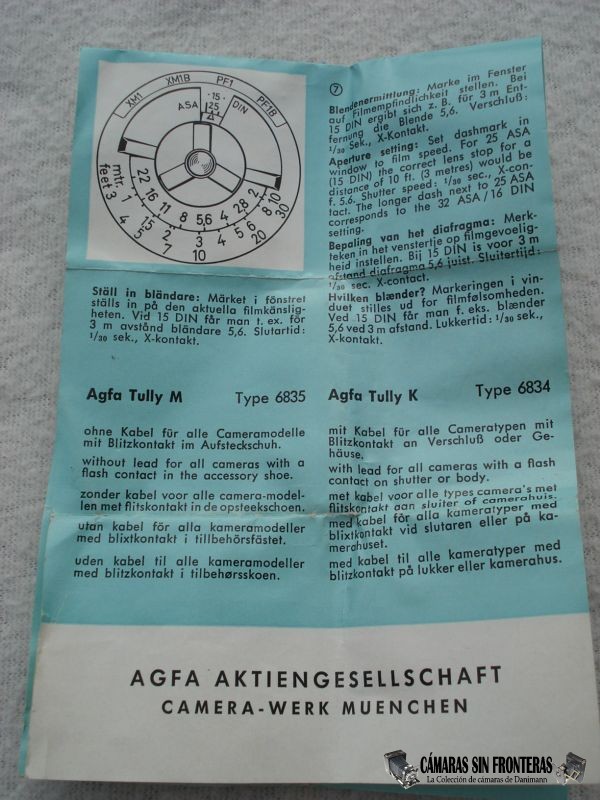 XM1 XM1B PF1 PF1B
ASA 15 25 DIN
mtr. feet 3
22 16 11 8 5,6 4 2,8 2
1 1,5 2 3 4 6 10
4 5 7 10 20 30
Ställ in bländare: Märket i fönstret
ställs in på den aktuella filmkänslig-
heten. Vid 15 DIN får man t. ex. för
3 m avstånd bländare 5,6. Slutartid:
1/30 sek., X-kontakt.
⑦
Blendenermittlung: Marke im Fenster
auf Filmempfindlichkeit stellen. Bei
15 DIN ergibt sich z. B. für 3 m Ent-
fernung die Blende 5,6. Verschluß:
1/30 Sek., X-Kontakt.
Aperture setting: Set dashmark in
window to film speed. For 25 ASA
(15 DIN) the correct lens stop for a
distance of 10 ft. (3 metres) would be
f. 5.6. Shutter speed: 1/30 sec., X-con-
tact. The longer dash next to 25 ASA
corresponds to the 32 ASA/16 DIN
setting.
Bepaling van het diafragma: Merk-
teken in het venstertje op filmgevoelig-
heid instellen. Bij 15 DIN is voor 3 m
afstand diafragma 5,6 juist. Sluitertijd:
1/30 sec. X-contact.
Hvilken blænder? Markeringen i vin-
duet stilles ud for filmfølsomheden.
Ved 15 DIN får man f. eks. blænder
5,6 ved 3 m afstand. Lukkertid: 1/30 sek.,
X-kontakt.
Agfa Tully M Type 6835
ohne Kabel für alle Cameramodelle
mit Blitzkontakt im Aufsteckschuh.
without lead for all cameras with a
flash contact in the accessory shoe.
zonder kabel voor alle camera-model-
len met flitskontakt in de opsteekschoen.
utan kabel för alla kameramodeller
med blixtkontakt i tillbehörsfästet.
uden kabel til alle kameramodeller
med blitzkontakt i tilbehørsskoen.
Agfa Tully K Type 6834
mit Kabel für alle Cameratypen mit
Blitzkontakt an Verschluß oder Ge-
häuse.
with lead for all cameras with a flash
contact on shutter or body.
met kabel voor alle types camera's met
flitskontakt aan sluiter of camerahuis.
med kabel för alla kameratyper med
blixtkontakt vid slutaren eller på ka-
merahuset.
med kabel til alle kameratyper med
blitzkontakt på lukker eller kamerahus.
AGFA AKTIENGESELLSCHAFT
CAMERA-WERK MUENCHEN
CÁMARAS SIN FRONTERAS
La Colección de cámaras de Danimann